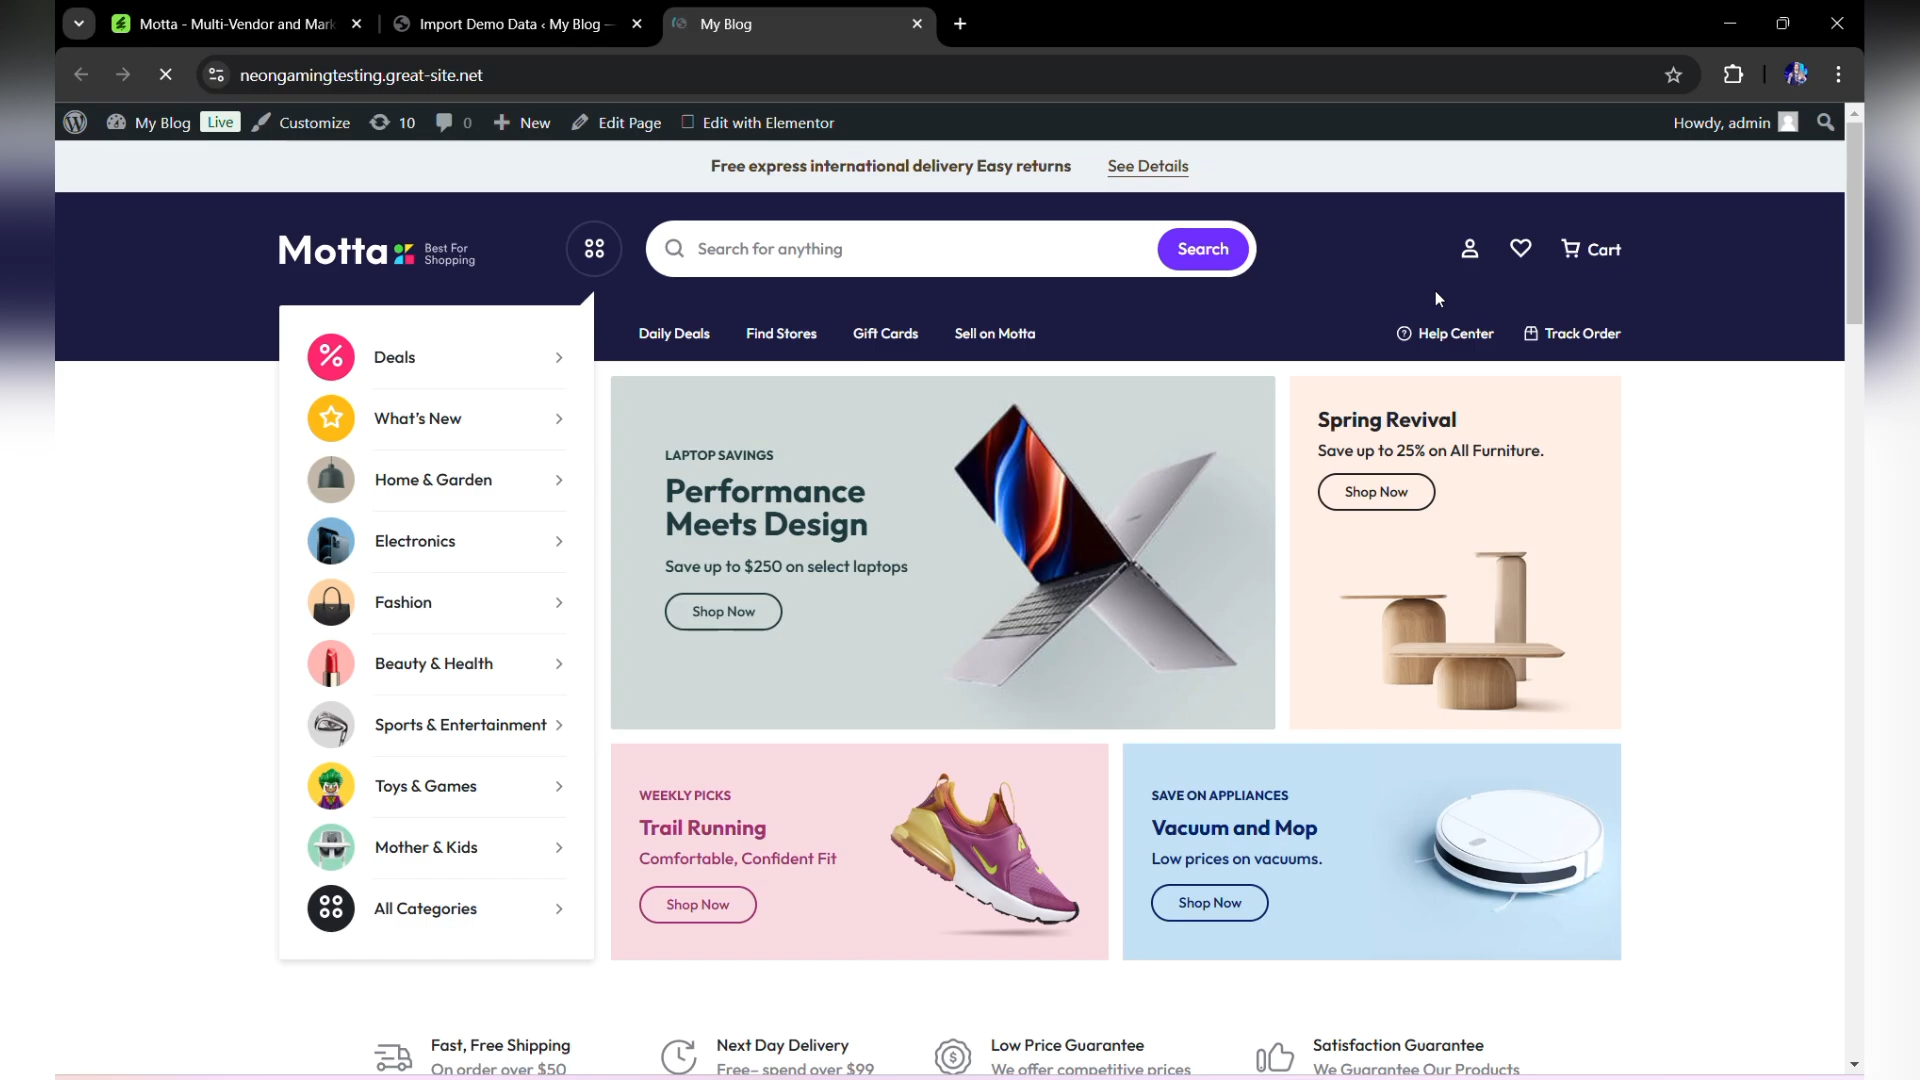 Motta - Multi-Vendor and Mark
Import Demo Data ‹ My Blog —
My Blog
neongamingtesting.great-site.net
My Blog Live Customize 10 0 New Edit Page Edit with Elementor Howdy, admin
Free express international delivery Easy returns See Details
Motta Best For Shopping
Search for anything Search
Cart
Daily Deals Find Stores Gift Cards Sell on Motta
Help Center Track Order
Deals
What's New
Home & Garden
Electronics
Fashion
Beauty & Health
Sports & Entertainment
Toys & Games
Mother & Kids
All Categories
LAPTOP SAVINGS
Performance
Meets Design
Save up to $250 on select laptops
Shop Now
Spring Revival
Save up to 25% on All Furniture.
Shop Now
WEEKLY PICKS
Trail Running
Comfortable, Confident Fit
Shop Now
SAVE ON APPLIANCES
Vacuum and Mop
Low prices on vacuums.
Shop Now
Fast, Free Shipping
On order over $50
Next Day Delivery
Free– spend over $99
Low Price Guarantee
We offer competitive prices
Satisfaction Guarantee
We Guarantee Our Products